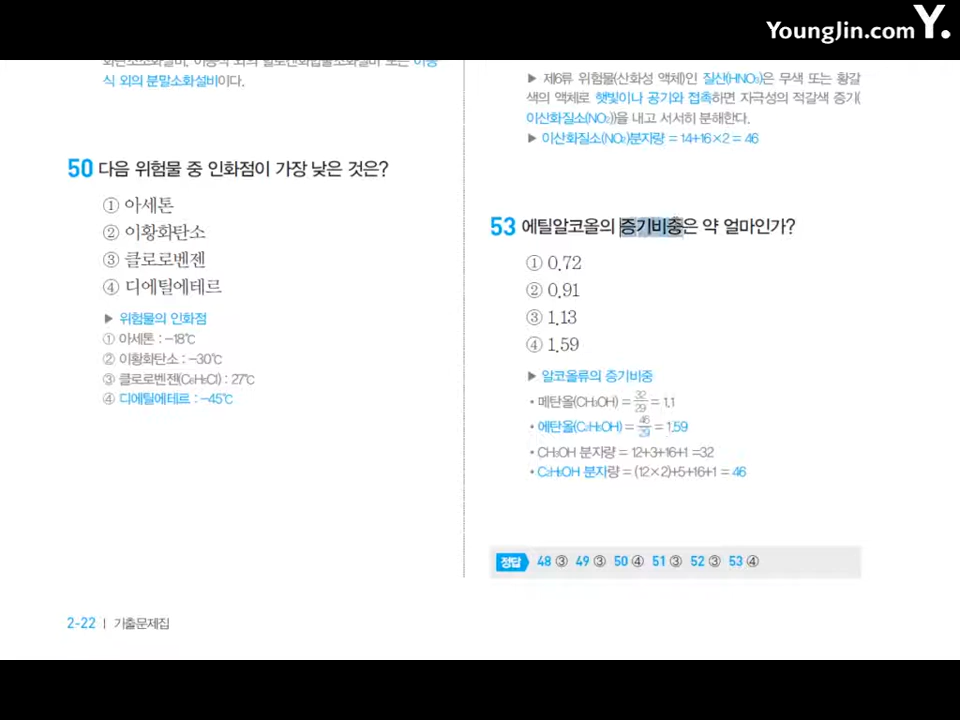 YoungJin.com Y.
식 외의 분말소화설비이다.
50 다음 위험물 중 인화점이 가장 낮은 것은?
① 아세톤
② 이황화탄소
③ 클로로벤젠
④ 디에틸에테르
▶ 위험물의 인화점
① 아세톤 : -18℃
② 이황화탄소 : -30℃
③ 클로로벤젠(C₆H₅Cl) : 27℃
④ 디에틸에테르 : -45℃
▶ 제6류 위험물(산화성 액체)인 질산(HNO₃)은 무색 또는 황갈
색의 액체로 햇빛이나 공기와 접촉하면 자극성의 적갈색 증기(
이산화질소(NO₂))을 내고 서서히 분해한다.
▶ 이산화질소(NO₂)분자량 = 14+16×2 = 46
53 에틸알코올의 증기비중은 약 얼마인가?
① 0.72
② 0.91
③ 1.13
④ 1.59
▶ 알코올류의 증기비중
• 메탄올(CH₃OH) = 32/29 = 1.1
• 에탄올(C₂H₅OH) = 46/29 = 1.59
• CH₃OH 분자량 = 12+3+16+1 =32
• C₂H₅OH 분자량 = (12×2)+5+16+1 = 46
정답 48 ③ 49 ③ 50 ④ 51 ③ 52 ③ 53 ④
2-22 | 기출문제집